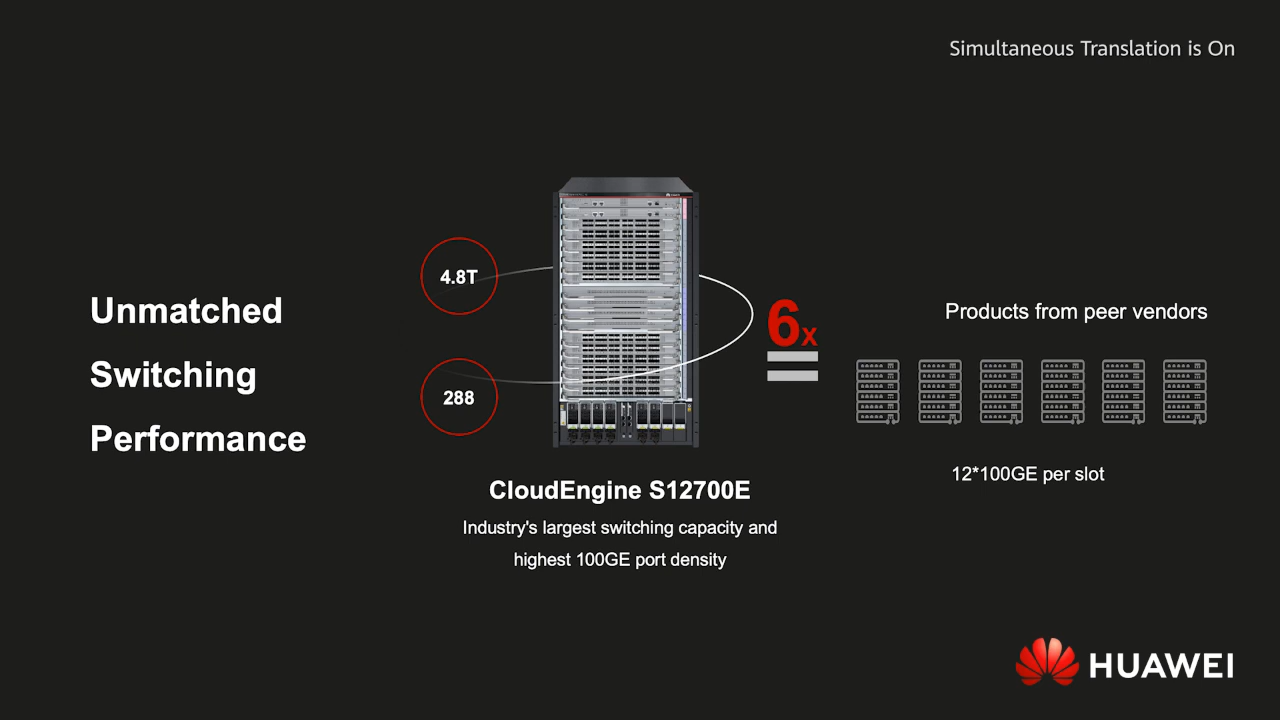 Simultaneous Translation is On
Unmatched
Switching
Performance
4.8T
288
6x
CloudEngine S12700E
Industry's largest switching capacity and
highest 100GE port density
Products from peer vendors
12*100GE per slot
HUAWEI